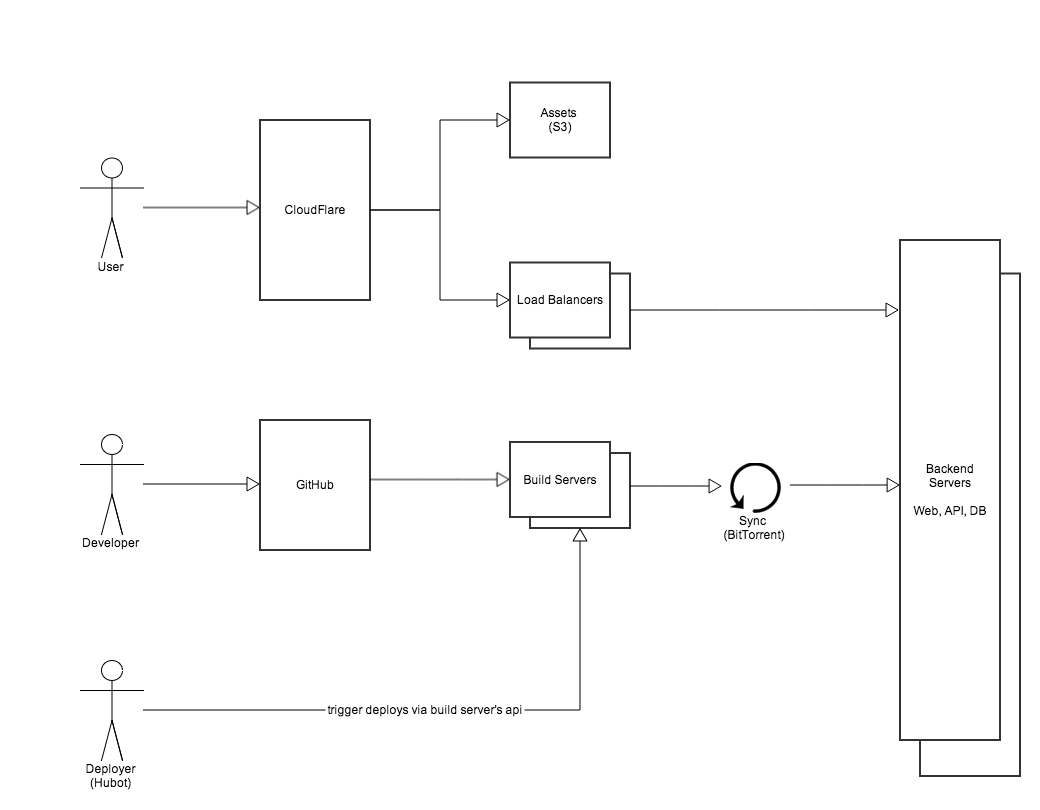 Assets
(S3)
CloudFlare
User
Load Balancers
Backend
Servers
Web, API, DB
GitHub
Build Servers
Sync
(BitTorrent)
Developer
trigger deploys via build server's api
Deployer
(Hubot)